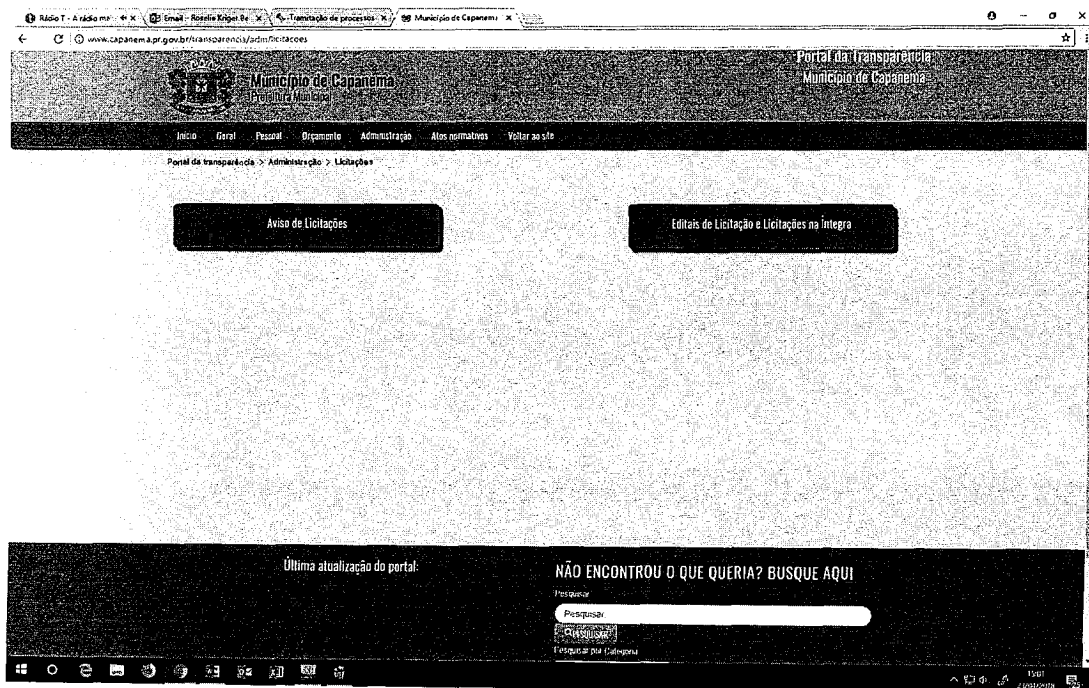 Rádio T - A rádio ma
Email - Roselie Kriger Be
Tramitação de processos
Município de Capanema
www.capanema.pr.gov.br/transparencia/adm/licitacoes
Município de Capanema
Prefeitura Municipal
Portal da Transparência
Município de Capanema
Início Geral Pessoal Orçamento Administração Atos normativos Voltar ao site
Portal da transparência > Administração > Licitações
Aviso de Licitações
Editais de Licitação e Licitações na Íntegra
Última atualização do portal:
NÃO ENCONTROU O QUE QUERIA? BUSQUE AQUI
Pesquisar
Pesquisar
PESQUISAR
Pesquisar por Categoria
15:01